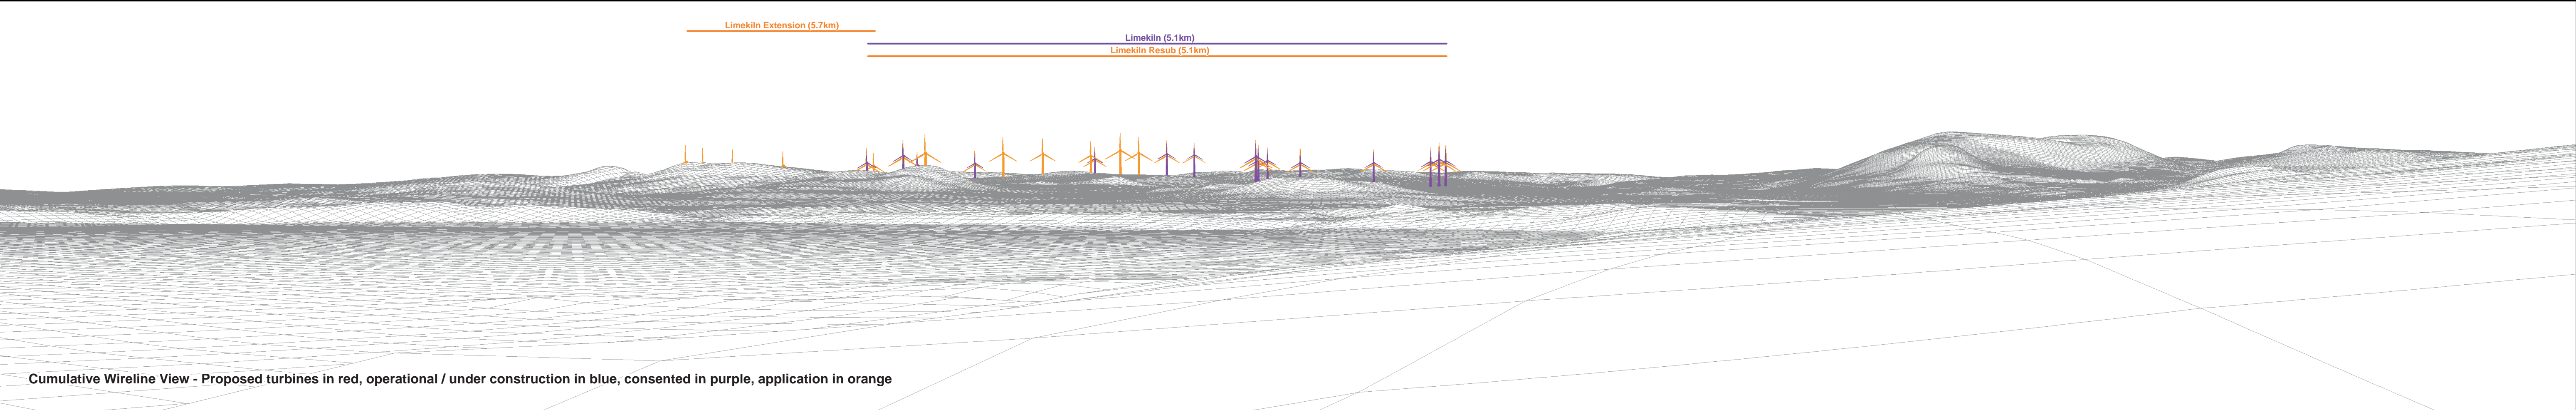 Limekiln Extension (5.7km)
Limekiln (5.1km)
Limekiln Resub (5.1km)
Cumulative Wireline View - Proposed turbines in red, operational / under construction in blue, consented in purple, application in orange